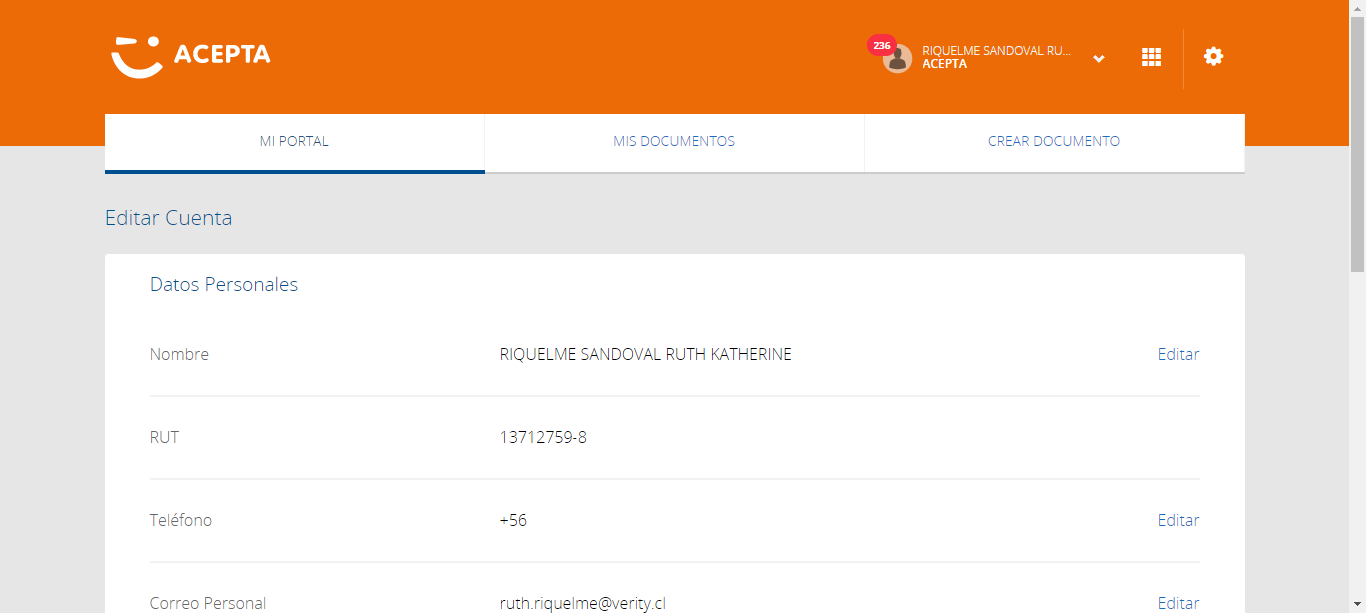 ACEPTA
236
RIQUELME SANDOVAL RU...
ACEPTA
MI PORTAL
MIS DOCUMENTOS
CREAR DOCUMENTO
Editar Cuenta
Datos Personales
Nombre RIQUELME SANDOVAL RUTH KATHERINE Editar
RUT 13712759-8
Teléfono +56 Editar
Correo Personal ruth.riquelme@verity.cl Editar